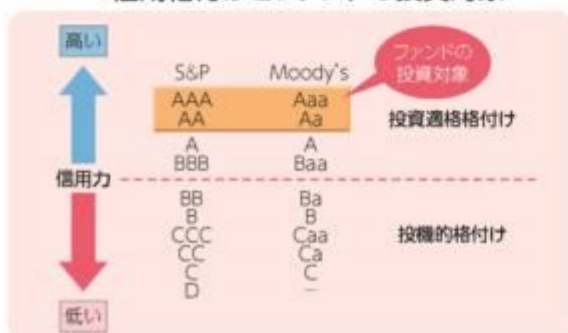 高い
ファンドの
投資対象
S&P Moody's
AAA Aaa
AA Aa
投資適格格付け
A A
BBB Baa
信用力
BB Ba
B B
CCC Caa
投機的格付け
CC Ca
C C
D –
低い